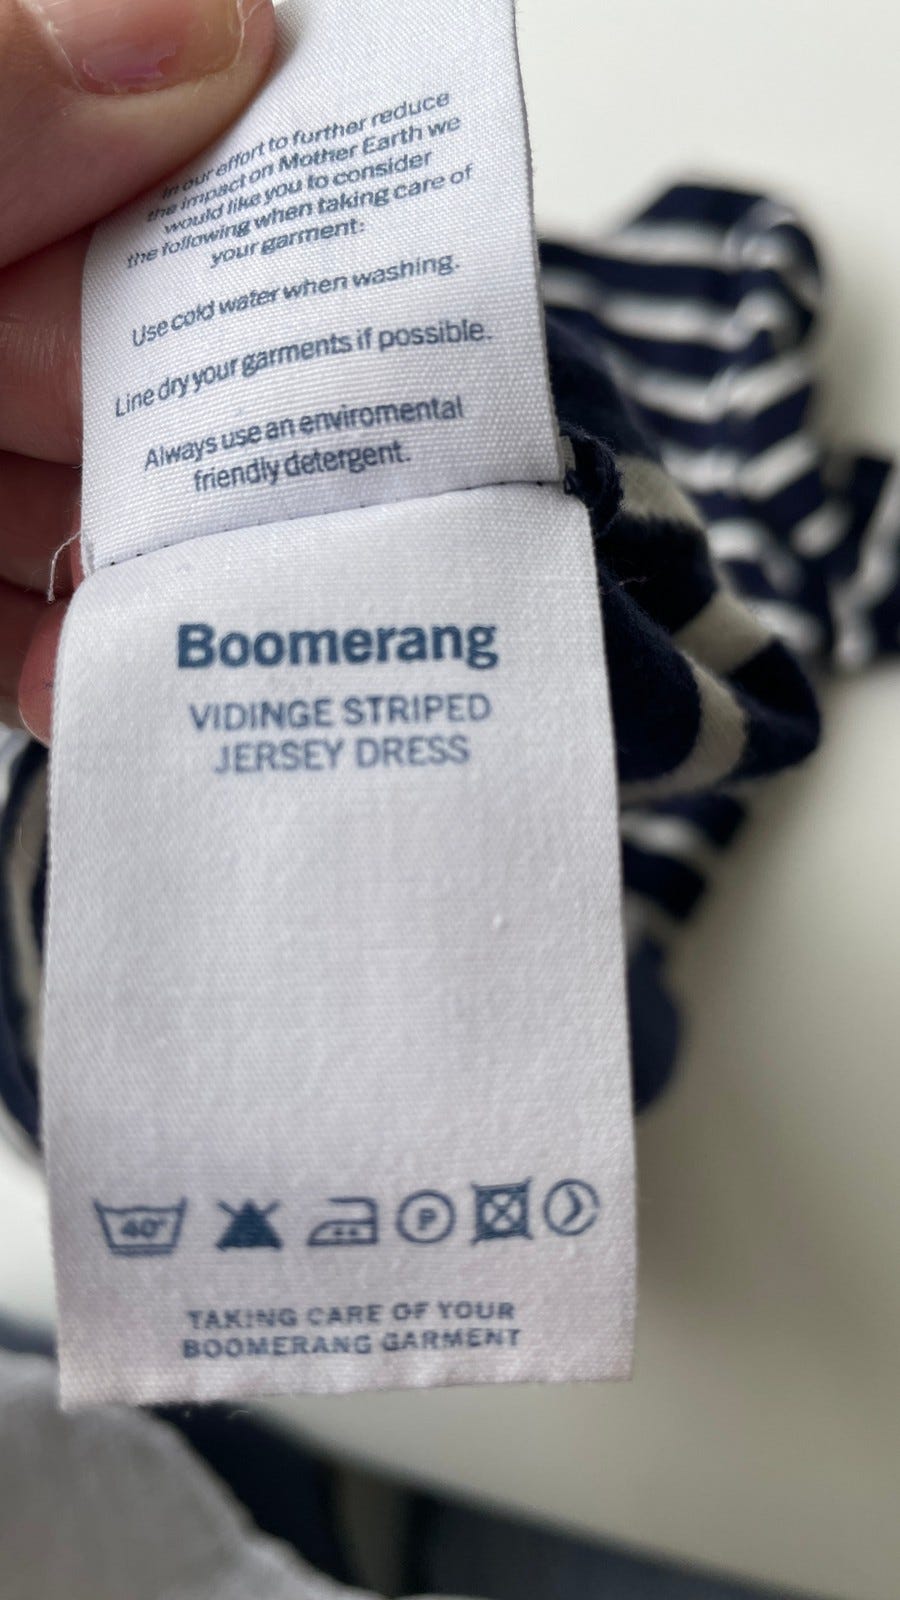 In our effort to further reduce
the impact on Mother Earth we
would like you to consider
the following when taking care of
your garment:
Use cold water when washing.
Line dry your garments if possible.
Always use an enviromental
friendly detergent.
Boomerang
VIDINGE STRIPED
JERSEY DRESS
40° P
TAKING CARE OF YOUR
BOOMERANG GARMENT